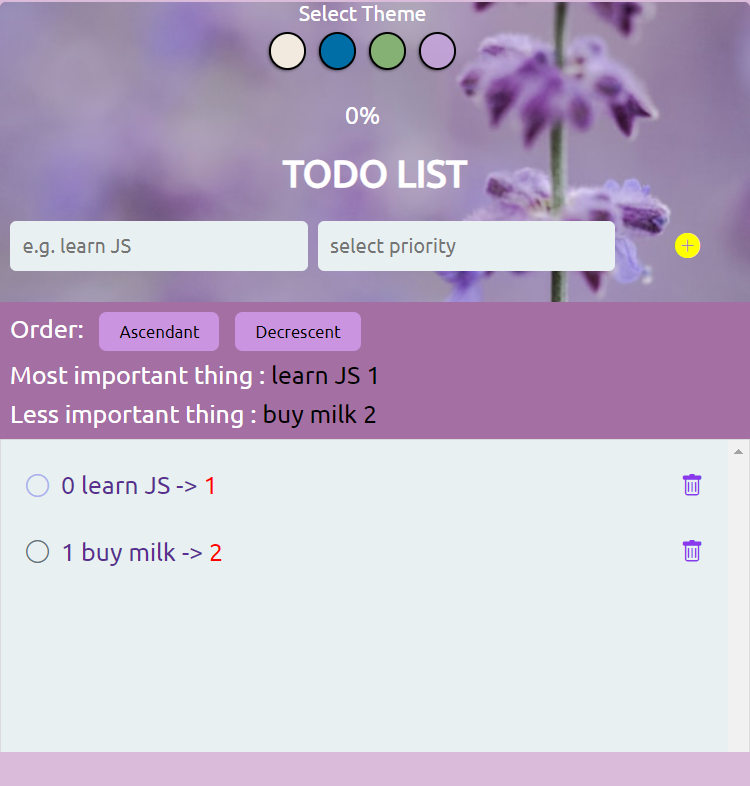 Select Theme
0%
TODO LIST
e.g. learn JS
select priority
Order: Ascendant Decrescent
Most important thing : learn JS 1
Less important thing : buy milk 2
0 learn JS -> 1
1 buy milk -> 2